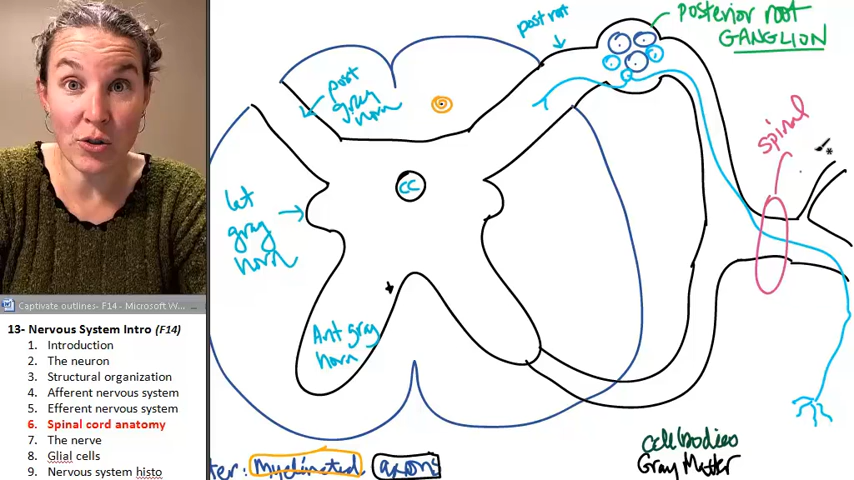 post root
Posterior root
GANGLION
post
gray
horn
spinal
CC
lat
gray
horn
Ant gray
horn
Captivate outlines- F14 - Microsoft W...
13- Nervous System Intro (F14)
1. Introduction
2. The neuron
3. Structural organization
4. Afferent nervous system
5. Efferent nervous system
6. Spinal cord anatomy
7. The nerve
8. Glial cells
9. Nervous system histo
cell bodies
Gray Matter
ter: Myelinated axons